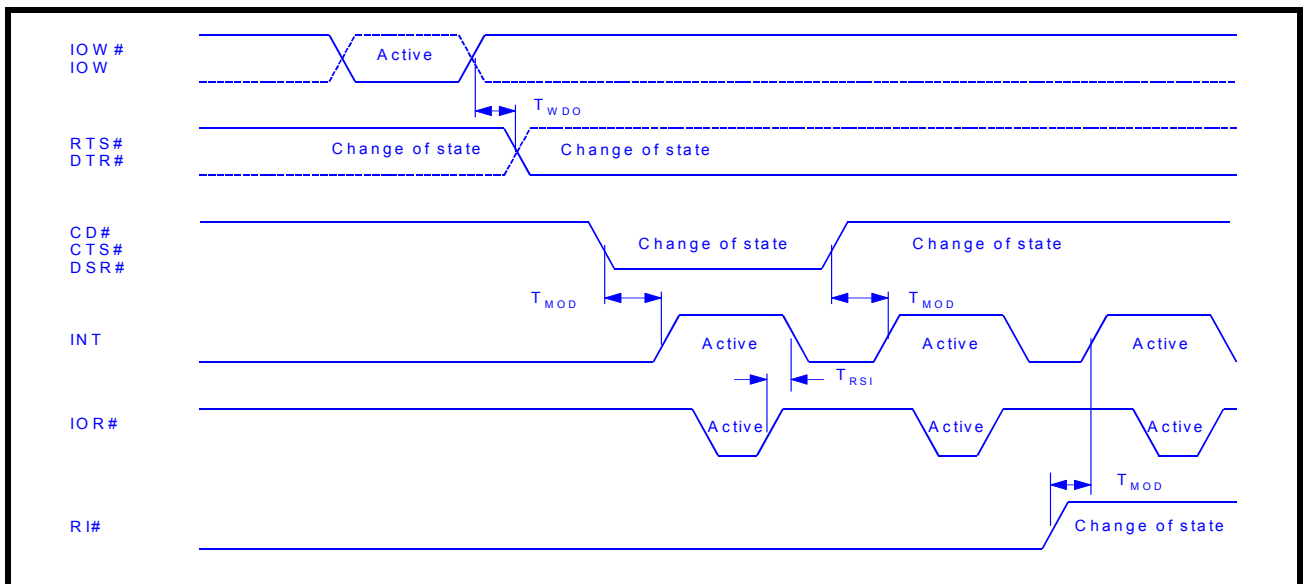 IOW#
IOW
Active
TWDO
RTS#
DTR#
Change of state
Change of state
CD#
CTS#
DSR#
Change of state
Change of state
TMOD
TMOD
INT
Active
Active
Active
TRSI
IOR#
Active
Active
Active
TMOD
RI#
Change of state